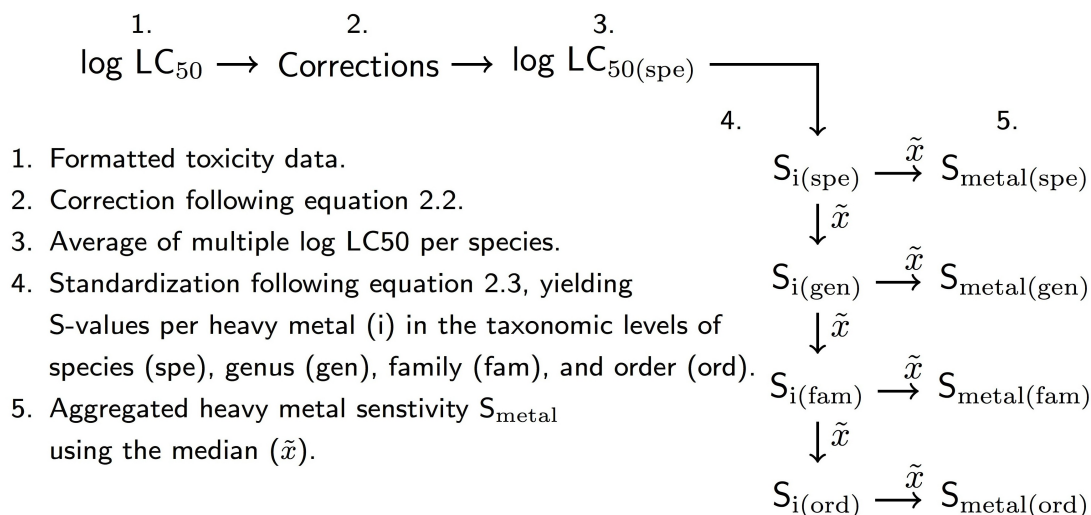 1. 2. 3.
log LC₅₀ → Corrections → log LC₅₀₍spe₎
4. 5.
1. Formatted toxicity data.
2. Correction following equation 2.2.
3. Average of multiple log LC50 per species.
4. Standardization following equation 2.3, yielding
S-values per heavy metal (i) in the taxonomic levels of
species (spe), genus (gen), family (fam), and order (ord).
5. Aggregated heavy metal senstivity Smetal
using the median (x̃).
Si(spe) → x̃ Smetal(spe)
↓ x̃
Si(gen) → x̃ Smetal(gen)
↓ x̃
Si(fam) → x̃ Smetal(fam)
↓ x̃
Si(ord) → x̃ Smetal(ord)